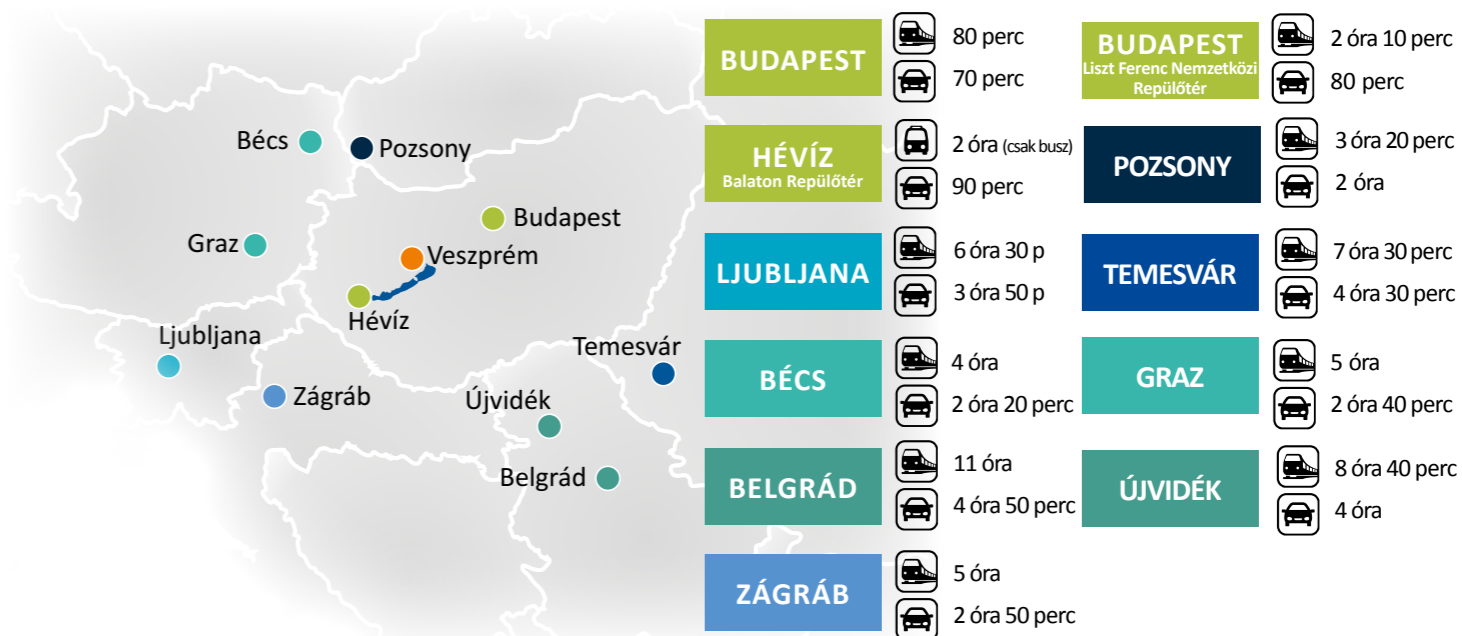 Bécs
Pozsony
Budapest
Graz
Veszprém
Hévíz
Ljubljana
Temesvár
Zágráb
Újvidék
Belgrád
BUDAPEST
80 perc
70 perc
BUDAPEST
Liszt Ferenc Nemzetközi
Repülőtér
2 óra 10 perc
80 perc
HÉVÍZ
Balaton Repülőtér
2 óra (csak busz)
90 perc
POZSONY
3 óra 20 perc
2 óra
LJUBLJANA
6 óra 30 p
3 óra 50 p
TEMESVÁR
7 óra 30 perc
4 óra 30 perc
BÉCS
4 óra
2 óra 20 perc
GRAZ
5 óra
2 óra 40 perc
BELGRÁD
11 óra
4 óra 50 perc
ÚJVIDÉK
8 óra 40 perc
4 óra
ZÁGRÁB
5 óra
2 óra 50 perc